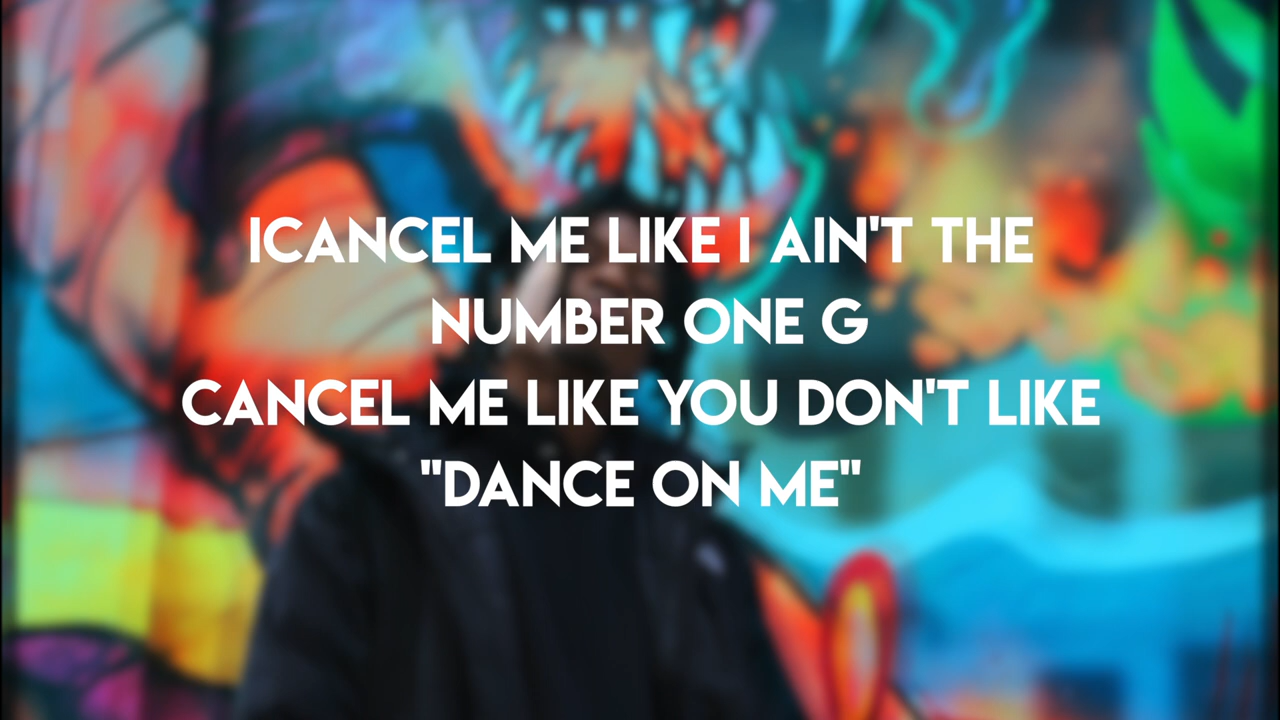 ICANCEL ME LIKE I AIN'T THE
NUMBER ONE G
CANCEL ME LIKE YOU DON'T LIKE
"DANCE ON ME"